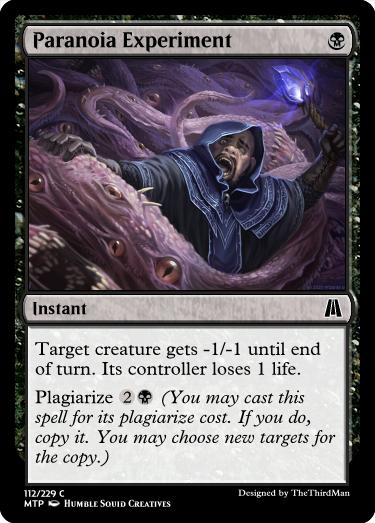 Paranoia Experiment
Instant
Target creature gets -1/-1 until end
of turn. Its controller loses 1 life.
Plagiarize 2 (You may cast
this spell for its plagiarize cost. If you do,
copy it. You may choose new targets for
the copy.)
112/229 C
MTP Humble Squid Creatives
Designed by TheThirdMan